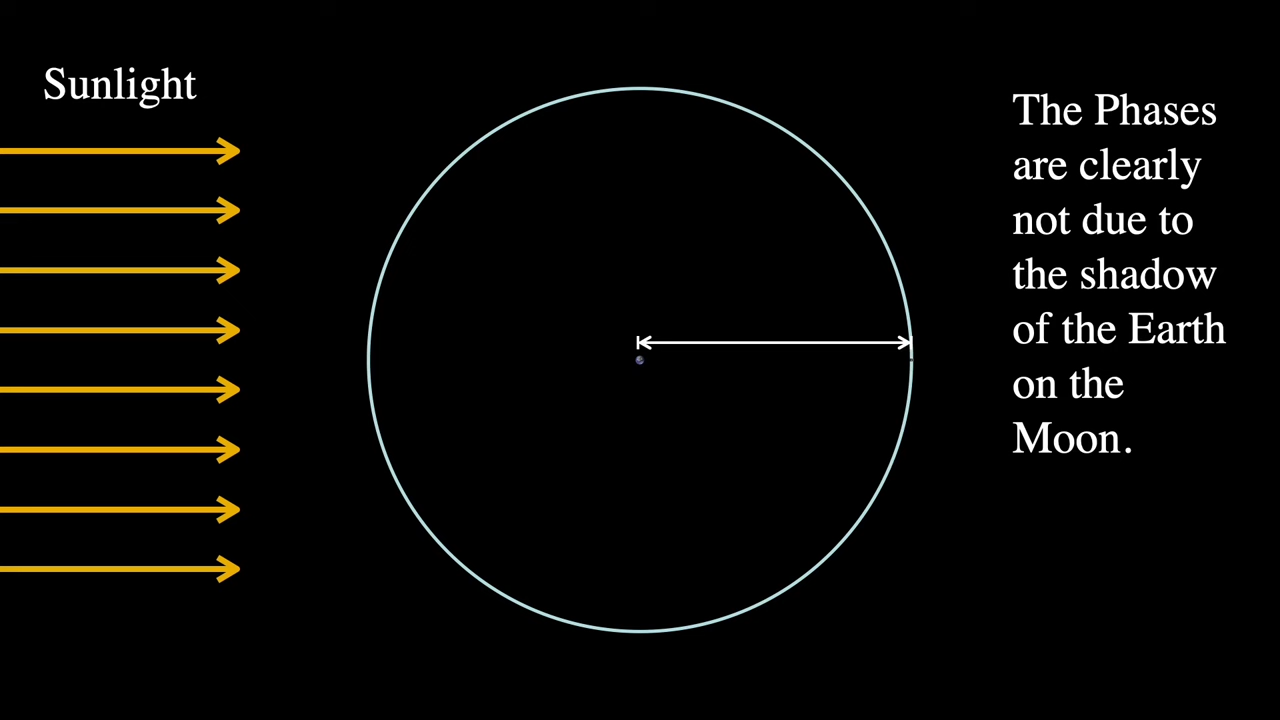 Sunlight
The Phases
are clearly
not due to
the shadow
of the Earth
on the
Moon.